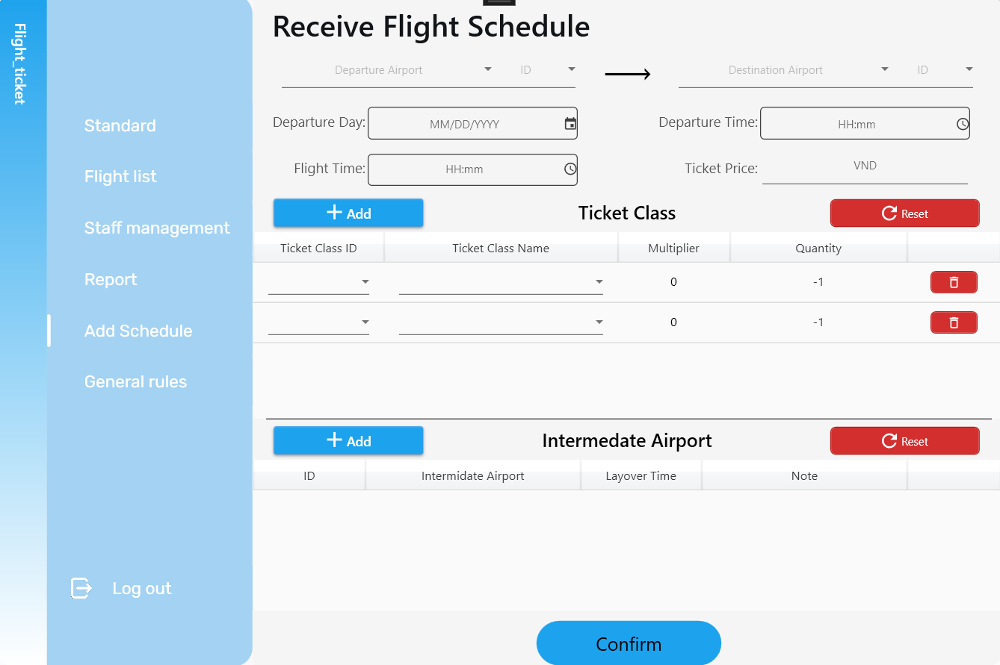 Flight_ticket
Standard
Flight list
Staff management
Report
Add Schedule
General rules
Log out
Receive Flight Schedule
Departure Airport ID Destination Airport ID
Departure Day: MM/DD/YYYY Departure Time: HH:mm
Flight Time: HH:mm Ticket Price: VND
Add Ticket Class Reset
Ticket Class ID Ticket Class Name Multiplier Quantity
0 -1
0 -1
Add Intermedate Airport Reset
ID Intermidate Airport Layover Time Note
Confirm